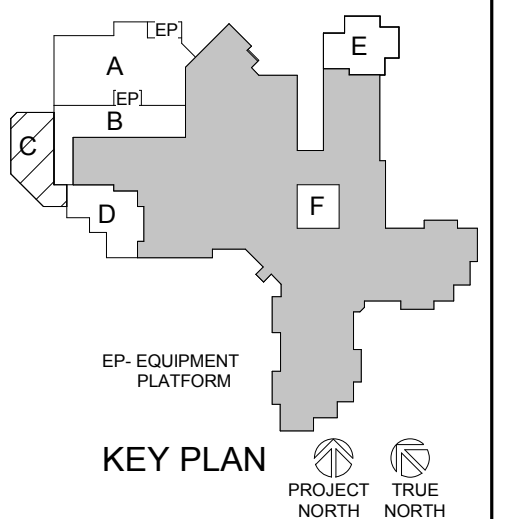 [EP]
E
A
[EP]
B
C
D
F
EP- EQUIPMENT
PLATFORM
KEY PLAN
PROJECT
NORTH
TRUE
NORTH